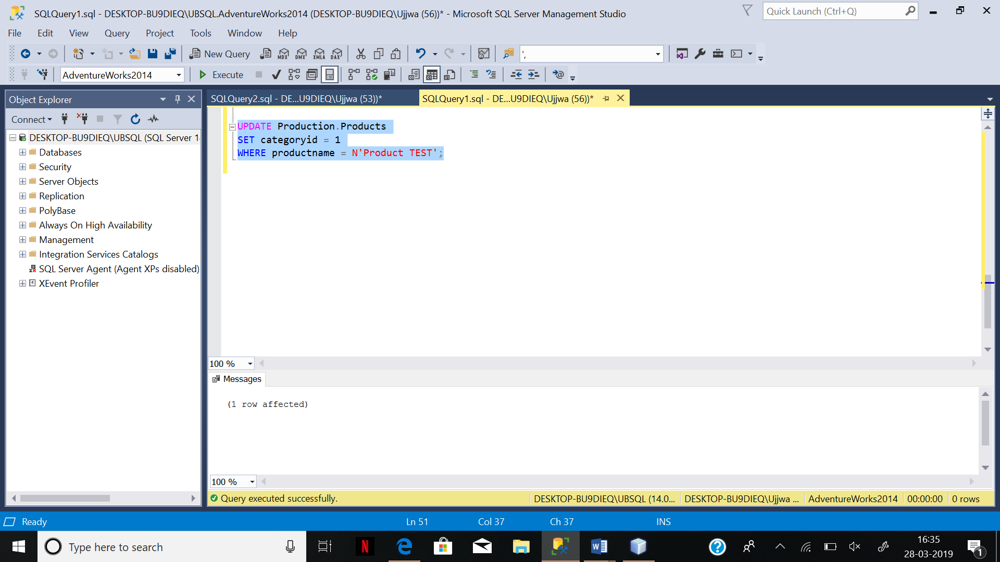 SQLQuery1.sql - DESKTOP-BU9DIEQ\UBSQL.AdventureWorks2014 (DESKTOP-BU9DIEQ\Ujjwa (56))* - Microsoft SQL Server Management Studio
Quick Launch (Ctrl+Q)
File Edit View Query Project Tools Window Help
New Query MDX DMX XMLA DAX ',
AdventureWorks2014 Execute
Object Explorer
SQLQuery2.sql - DE...U9DIEQ\Ujjwa (53))*
SQLQuery1.sql - DE...U9DIEQ\Ujjwa (56))*
Connect
DESKTOP-BU9DIEQ\UBSQL (SQL Server 1
Databases
Security
Server Objects
Replication
PolyBase
Always On High Availability
Management
Integration Services Catalogs
SQL Server Agent (Agent XPs disabled)
XEvent Profiler
UPDATE Production.Products
SET categoryid = 1
WHERE productname = N'Product TEST';
100 %
Messages
(1 row affected)
100 %
Query executed successfully.
DESKTOP-BU9DIEQ\UBSQL (14.0...
DESKTOP-BU9DIEQ\Ujjwa ...
AdventureWorks2014
00:00:00
0 rows
Ready
Ln 51
Col 37
Ch 37
INS
Type here to search
16:35
28-03-2019
1